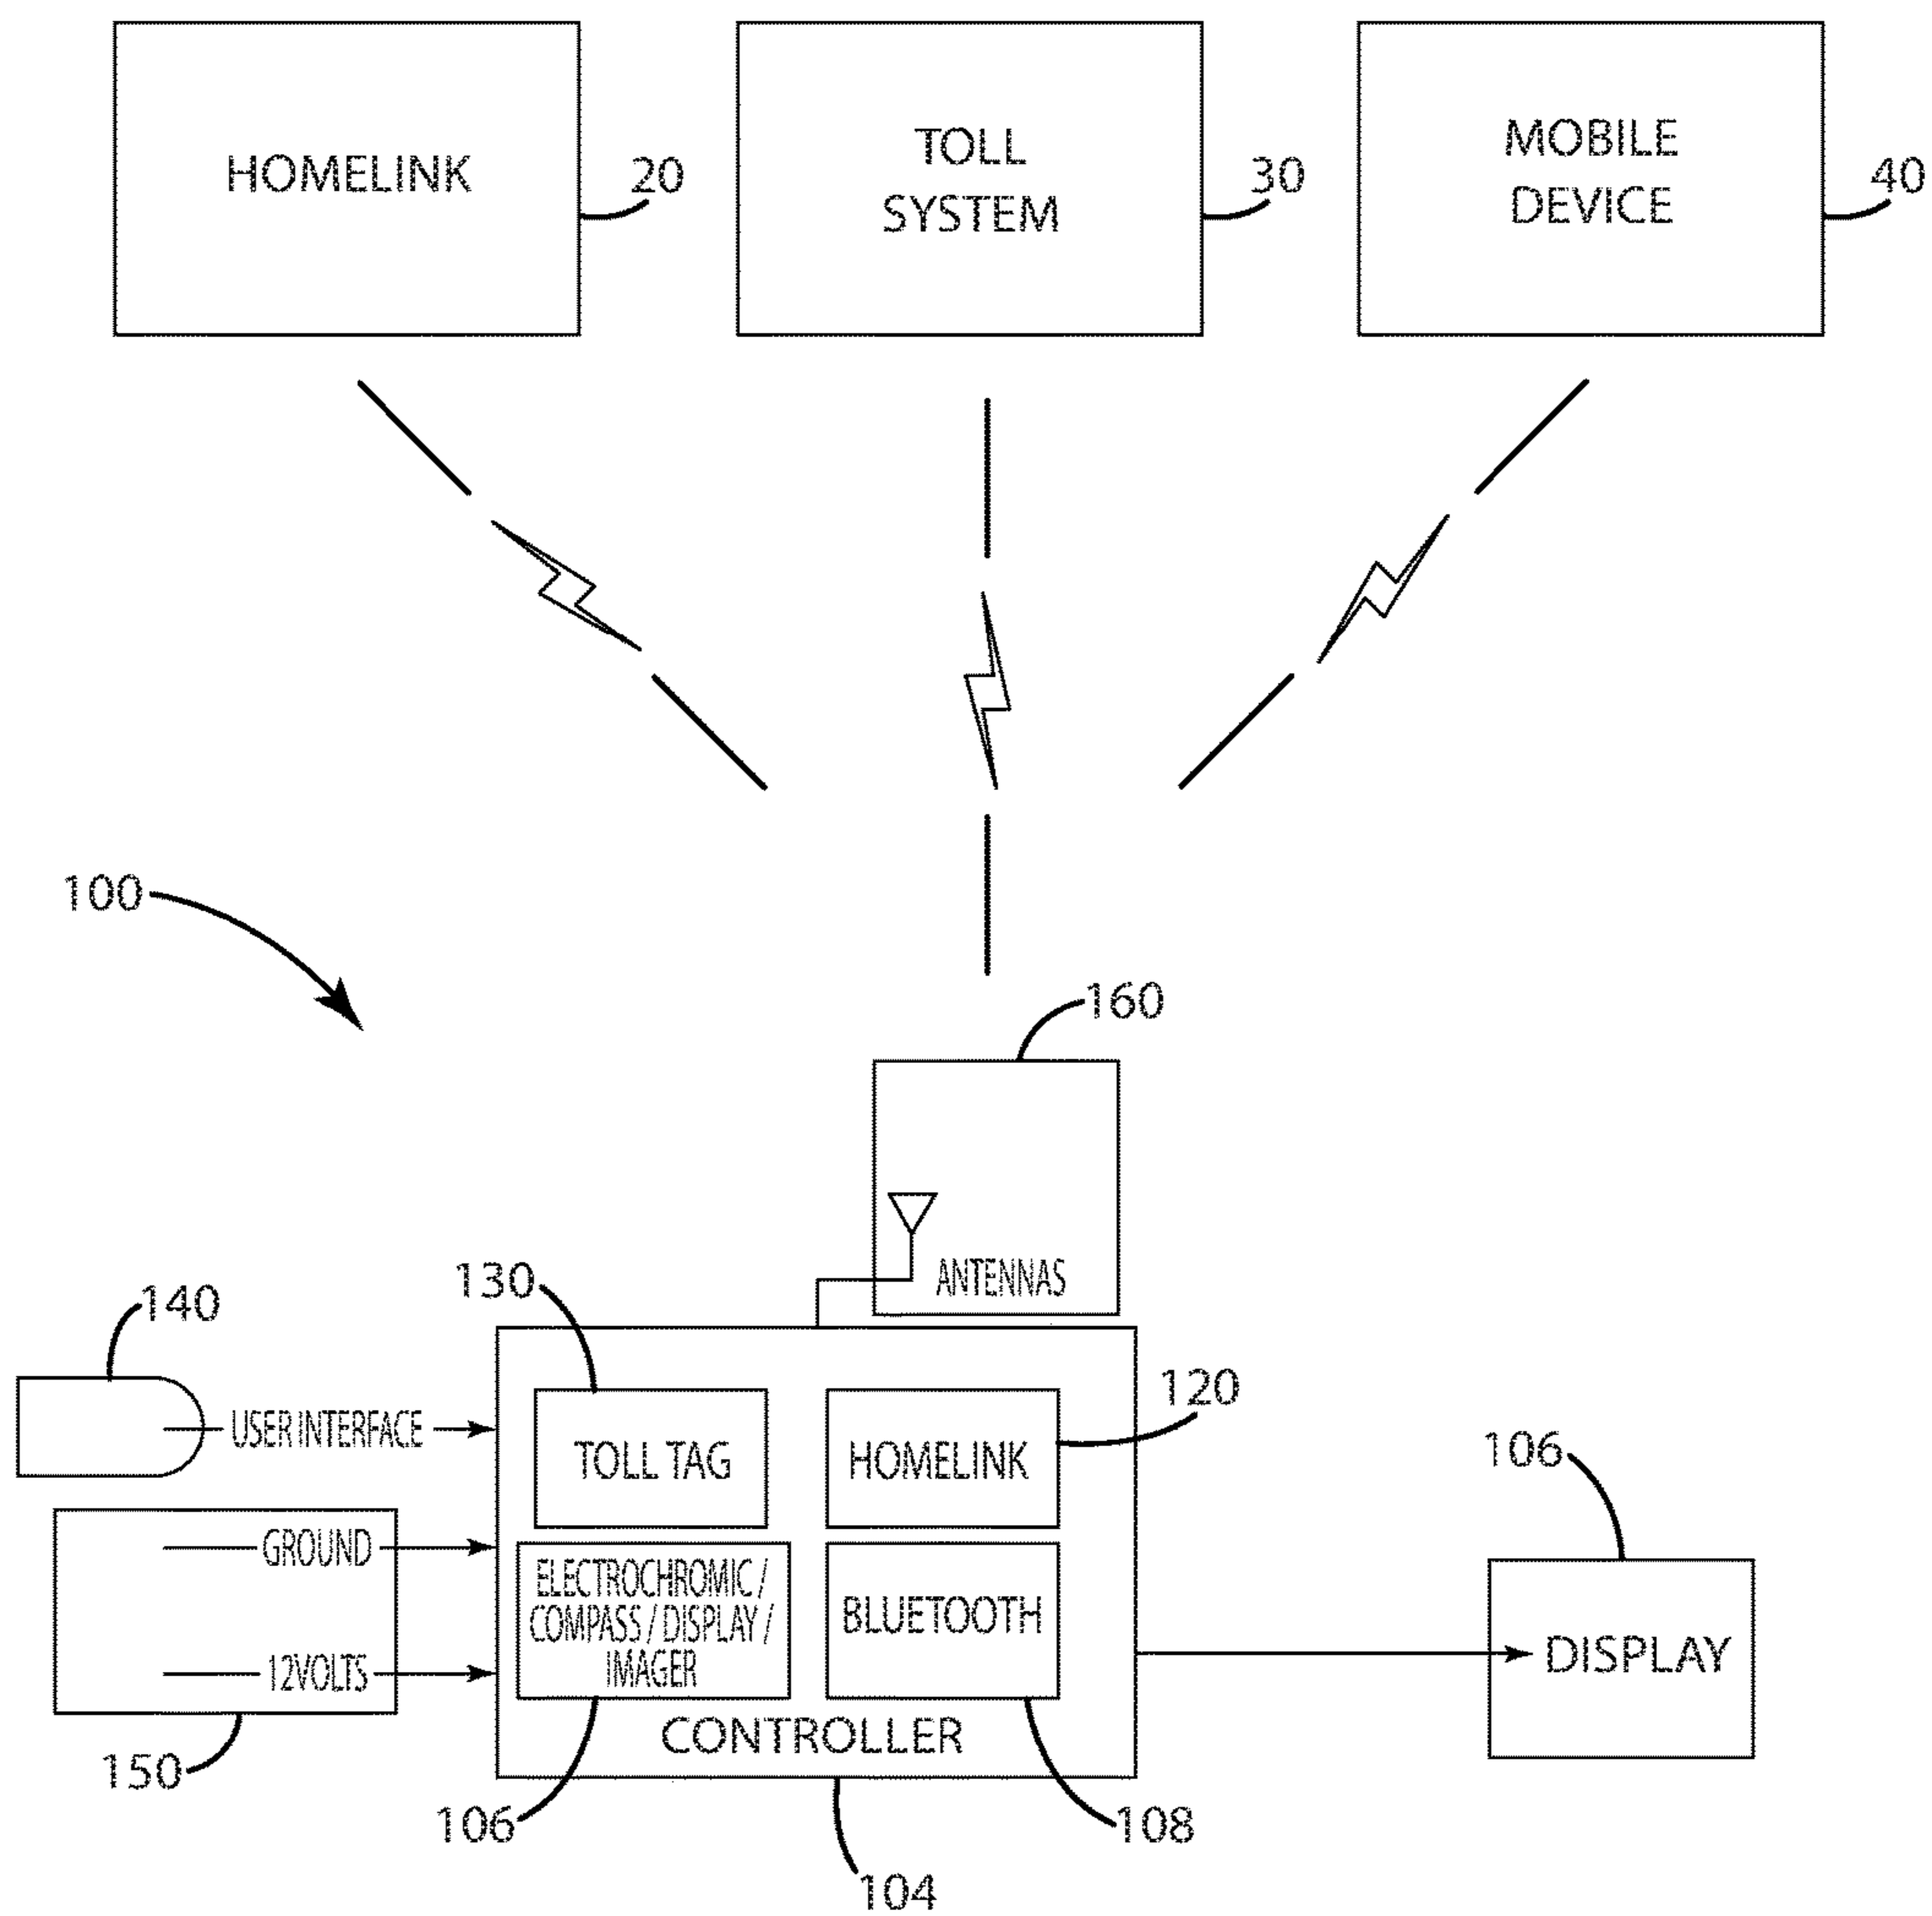 HOMELINK
20
TOLL
SYSTEM
30
MOBILE
DEVICE
40
100
160
ANTENNAS
130
140
120
USER INTERFACE
TOLL TAG
HOMELINK
106
GROUND
ELECTROCHROMIC /
COMPASS / DISPLAY /
IMAGER
BLUETOOTH
DISPLAY
12VOLTS
CONTROLLER
150
106
108
104